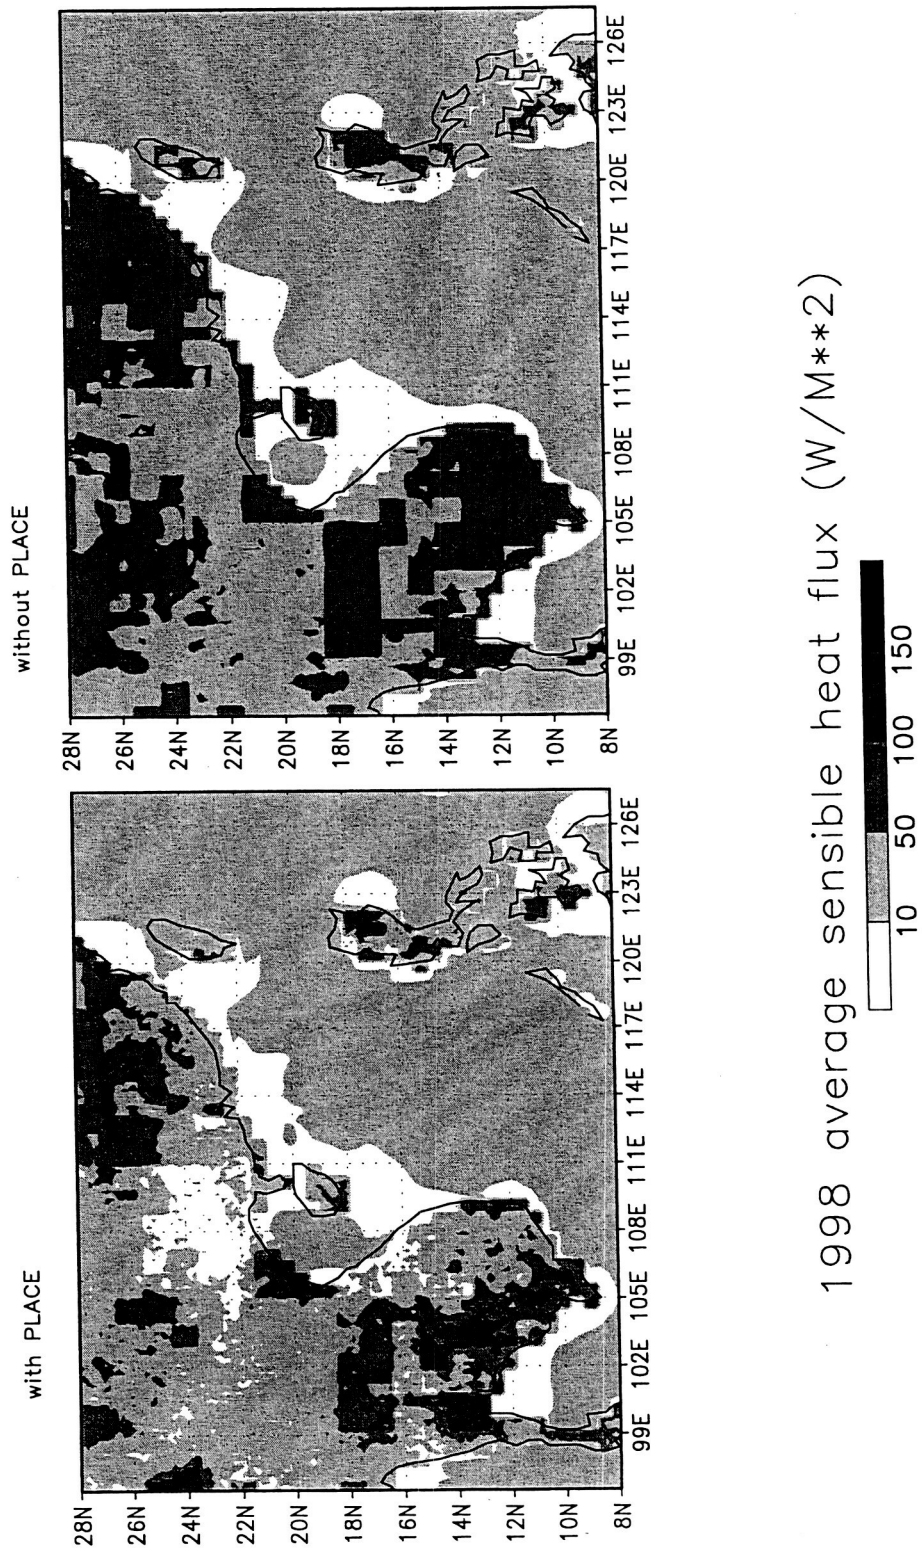 without PLACE
28N
26N
24N
22N
20N
18N
16N
14N
12N
10N
8N
99E 102E 105E 108E 111E 114E 117E 120E 123E 126E
with PLACE
28N
26N
24N
22N
20N
18N
16N
14N
12N
10N
8N
99E 102E 105E 108E 111E 114E 117E 120E 123E 126E
1998 average sensible heat flux (W/M**2)
10 50 100 150